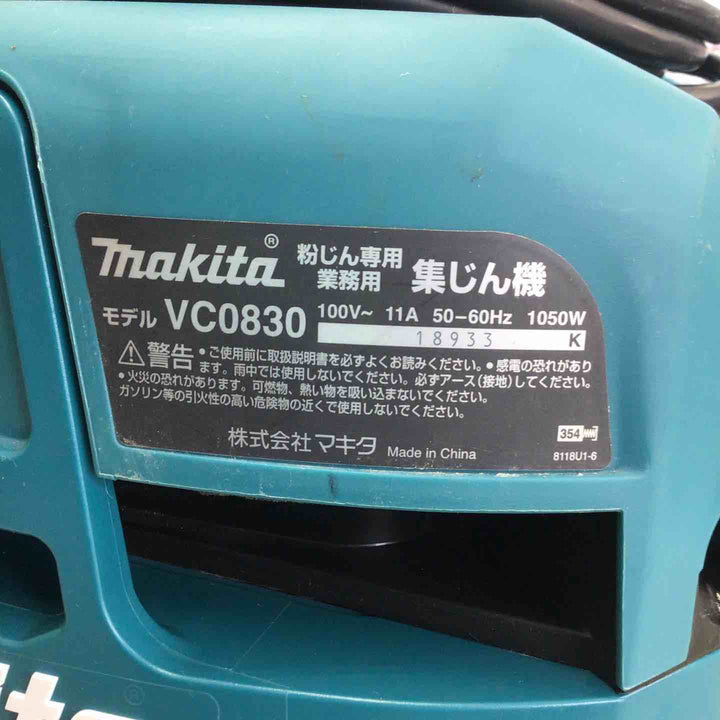 makita® 粉じん専用 業務用 集じん機
モデル VC0830 100V~ 11A 50-60Hz 1050W
18933 K
⚠警告 •ご使用前に取扱説明書を必ずよくお読みください。•感電の恐れがあり
ます。雨中では使用しないでください。必ずアース(接地)してください。
•火災の恐れがあります。可燃物、熱い物を吸い込まないでください。
ガソリン等の引火性の高い危険物の近くで使用しないでください。
354
株式会社マキタ Made in China
8118U1-6